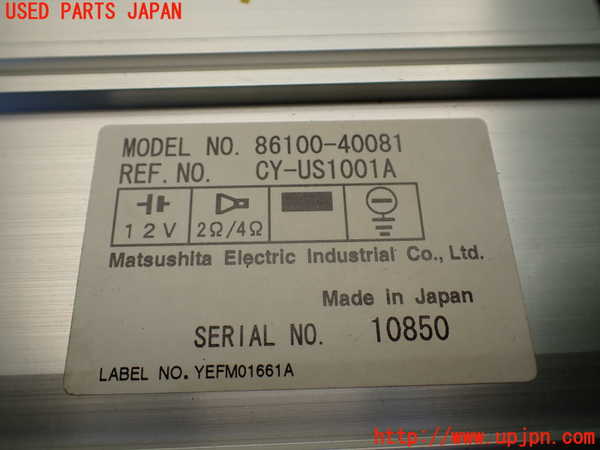 USED PARTS JAPAN
MODEL NO. 86100-40081
REF.NO. CY-US1001A
12V 2Ω/4Ω
Matsushita Electric Industrial Co., Ltd.
Made in Japan
SERIAL NO. 10850
LABEL NO. YEFM01661A
http://www.upjpn.com